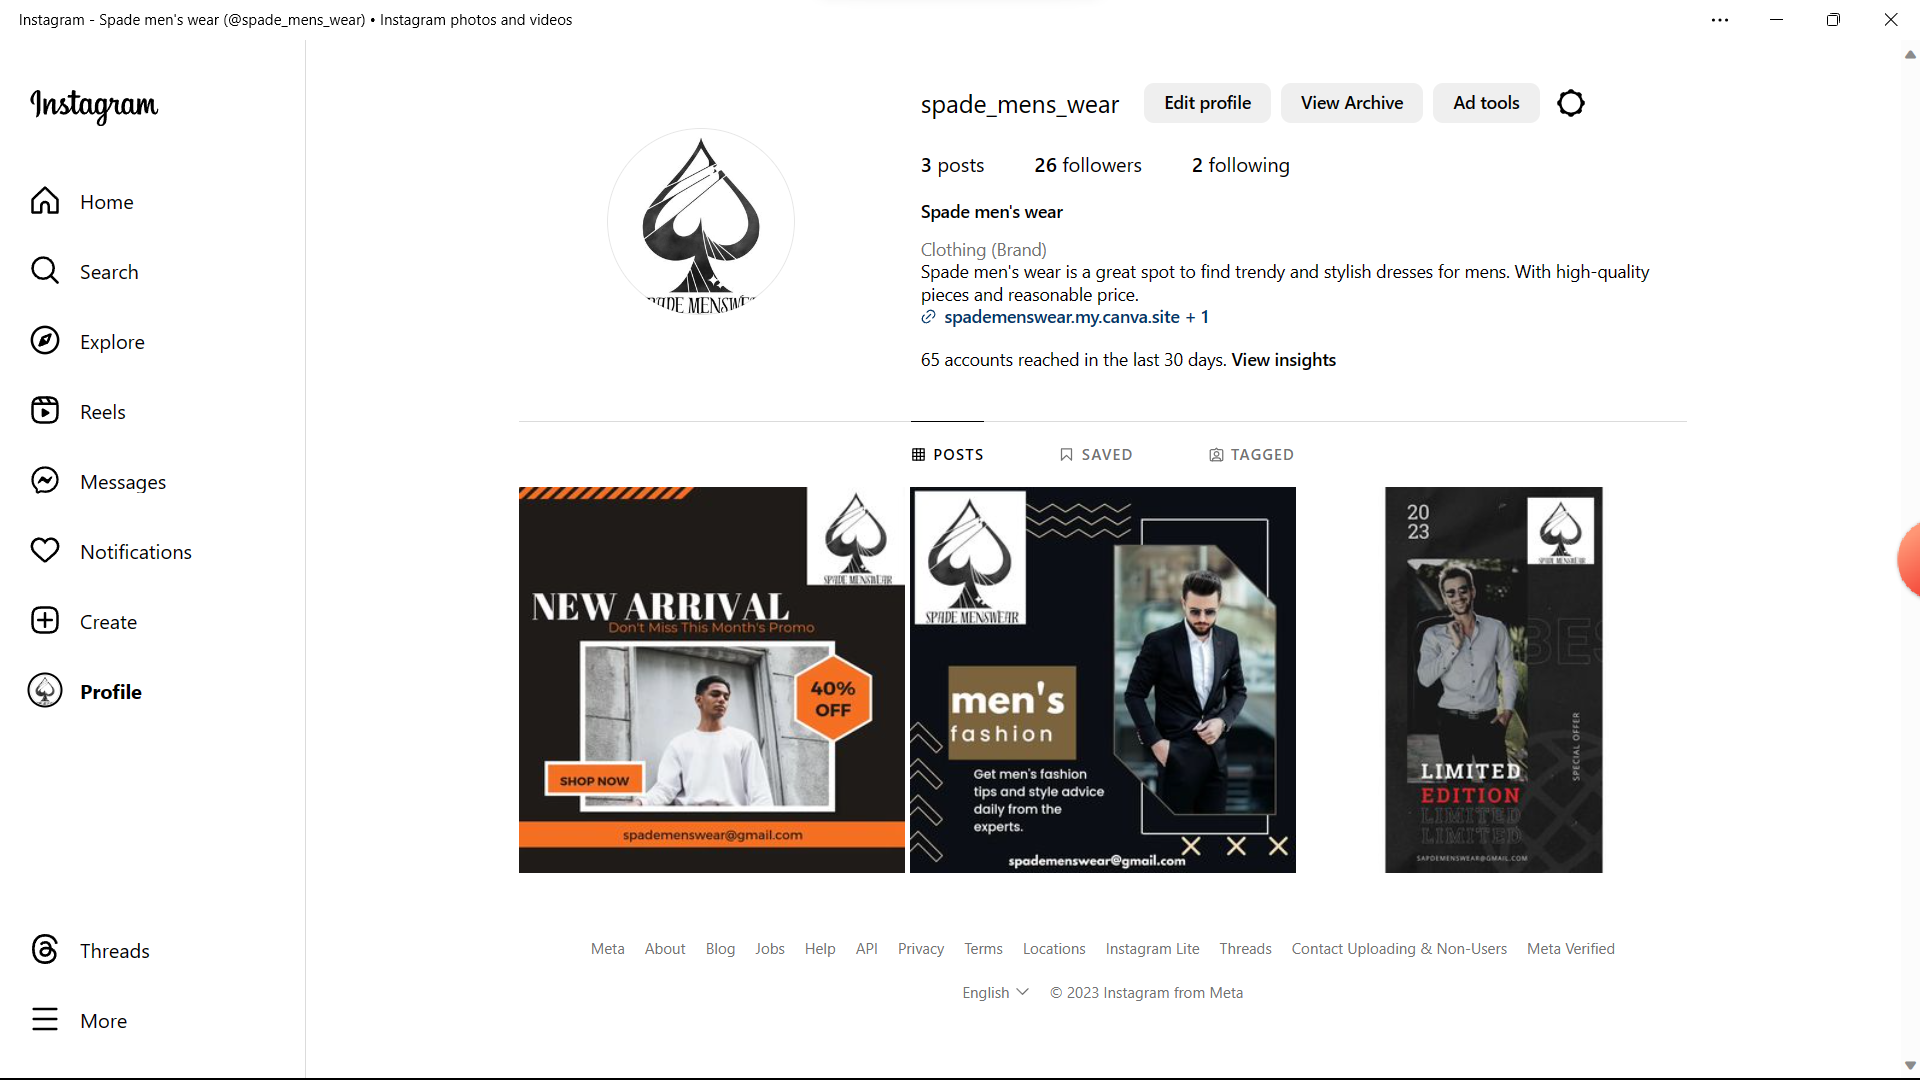 Instagram - Spade men's wear (@spade_mens_wear) • Instagram photos and videos
Instagram
Home
Search
Explore
Reels
Messages
Notifications
Create
Profile
Threads
More
spade_mens_wear
Edit profile
View Archive
Ad tools
3 posts
26 followers
2 following
Spade men's wear
Clothing (Brand)
Spade men's wear is a great spot to find trendy and stylish dresses for mens. With high-quality
pieces and reasonable price.
spademenswear.my.canva.site + 1
65 accounts reached in the last 30 days. View insights
POSTS
SAVED
TAGGED
SPADE MENSWEAR
NEW ARRIVAL
Don't Miss This Month's Promo
40%
OFF
SHOP NOW
spademenswear@gmail.com
SPADE MENSWEAR
men's
fashion
Get men's fashion
tips and style advice
daily from the
experts.
spademenswear@gmail.com
20
23
SPADE MENSWEAR
BES
SPECIAL OFFER
LIMITED
EDITION
LIMITED
LIMITED
SAPDEMENSWEAR@GMAIL.COM
Meta
About
Blog
Jobs
Help
API
Privacy
Terms
Locations
Instagram Lite
Threads
Contact Uploading & Non-Users
Meta Verified
English
© 2023 Instagram from Meta